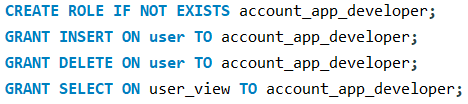 CREATE ROLE IF NOT EXISTS account_app_developer;
GRANT INSERT ON user TO account_app_developer;
GRANT DELETE ON user TO account_app_developer;
GRANT SELECT ON user_view TO account_app_developer;